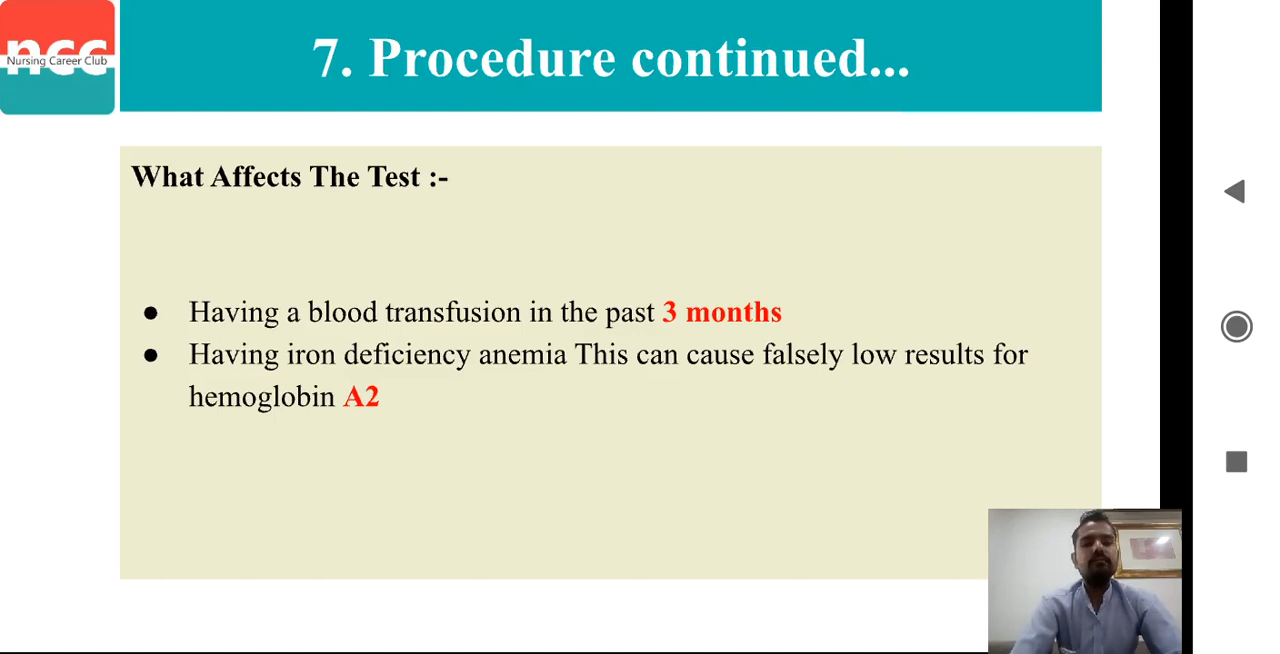 ncc
Nursing Career Club
7. Procedure continued...
What Affects The Test :-
● Having a blood transfusion in the past 3 months
● Having iron deficiency anemia This can cause falsely low results for
hemoglobin A2